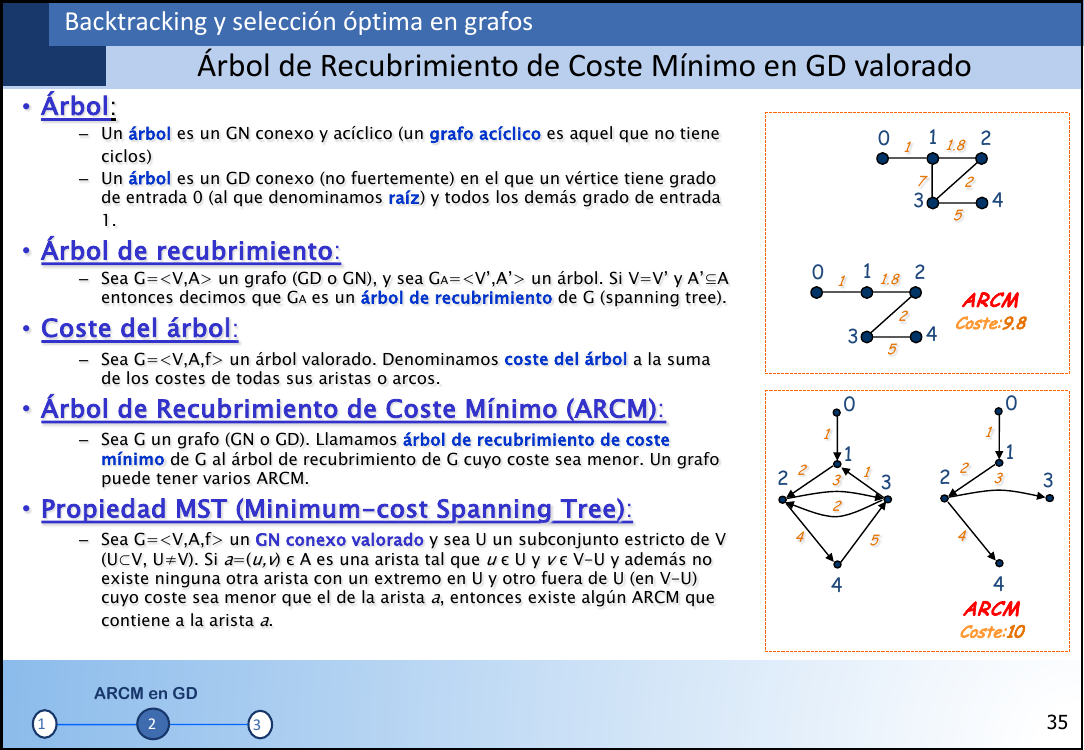 Backtracking y selección óptima en grafos
Árbol de Recubrimiento de Coste Mínimo en GD valorado
• Árbol:
– Un árbol es un GN conexo y acíclico (un grafo acíclico es aquel que no tiene
ciclos)
– Un árbol es un GD conexo (no fuertemente) en el que un vértice tiene grado
de entrada 0 (al que denominamos raíz) y todos los demás grado de entrada
1.
• Árbol de recubrimiento:
– Sea G=<V,A> un grafo (GD o GN), y sea GA=<V’,A’> un árbol. Si V=V’ y A’⊆A
entonces decimos que GA es un árbol de recubrimiento de G (spanning tree).
• Coste del árbol:
– Sea G=<V,A,f> un árbol valorado. Denominamos coste del árbol a la suma
de los costes de todas sus aristas o arcos.
• Árbol de Recubrimiento de Coste Mínimo (ARCM):
– Sea G un grafo (GN o GD). Llamamos árbol de recubrimiento de coste
mínimo de G al árbol de recubrimiento de G cuyo coste sea menor. Un grafo
puede tener varios ARCM.
• Propiedad MST (Minimum-cost Spanning Tree):
– Sea G=<V,A,f> un GN conexo valorado y sea U un subconjunto estricto de V
(U⊂V, U≠V). Si a=(u,v) ϵ A es una arista tal que u ϵ U y v ϵ V-U y además no
existe ninguna otra arista con un extremo en U y otro fuera de U (en V-U)
cuyo coste sea menor que el de la arista a, entonces existe algún ARCM que
contiene a la arista a.
0 1 1 1.8 2
7 2
3 5 4
0 1 1 1.8 2
2
3 5 4
ARCM
Coste:9.8
0
1
1
2 2 3 1 3
2
4 5
4
0
1
1
2 2 3 3
4
4
ARCM
Coste:10
ARCM en GD
1 2 3
35